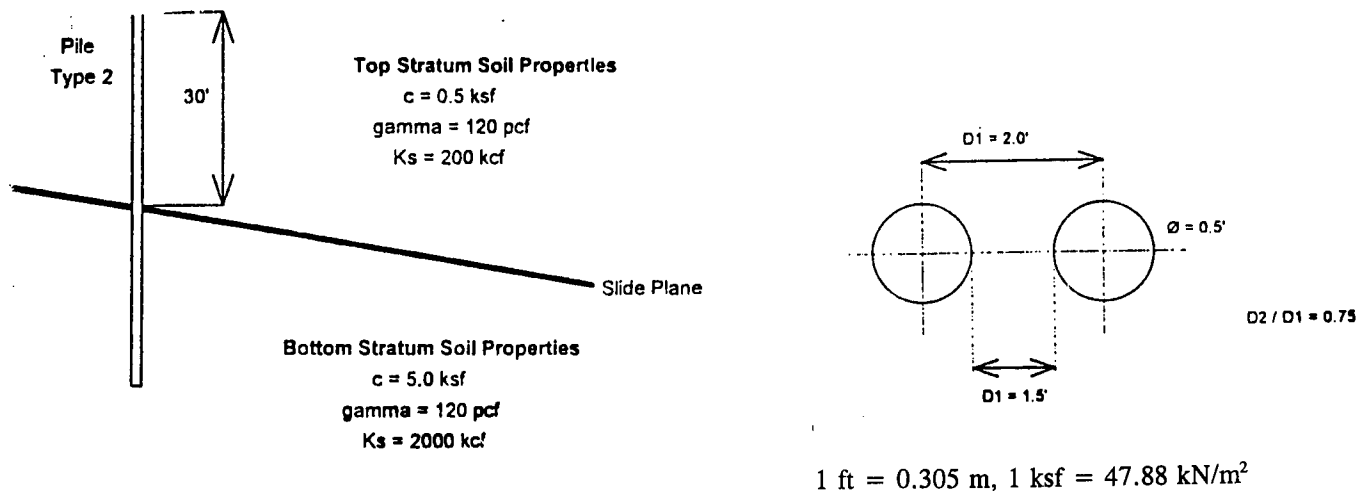 Pile
Type 2
30'
Top Stratum Soil Properties
c = 0.5 ksf
gamma = 120 pcf
Ks = 200 kcf
Slide Plane
Bottom Stratum Soil Properties
c = 5.0 ksf
gamma = 120 pcf
Ks = 2000 kcf
D1 = 2.0'
Ø = 0.5'
D2 / D1 = 0.75
D1 = 1.5'
1 ft = 0.305 m, 1 ksf = 47.88 kN/m²